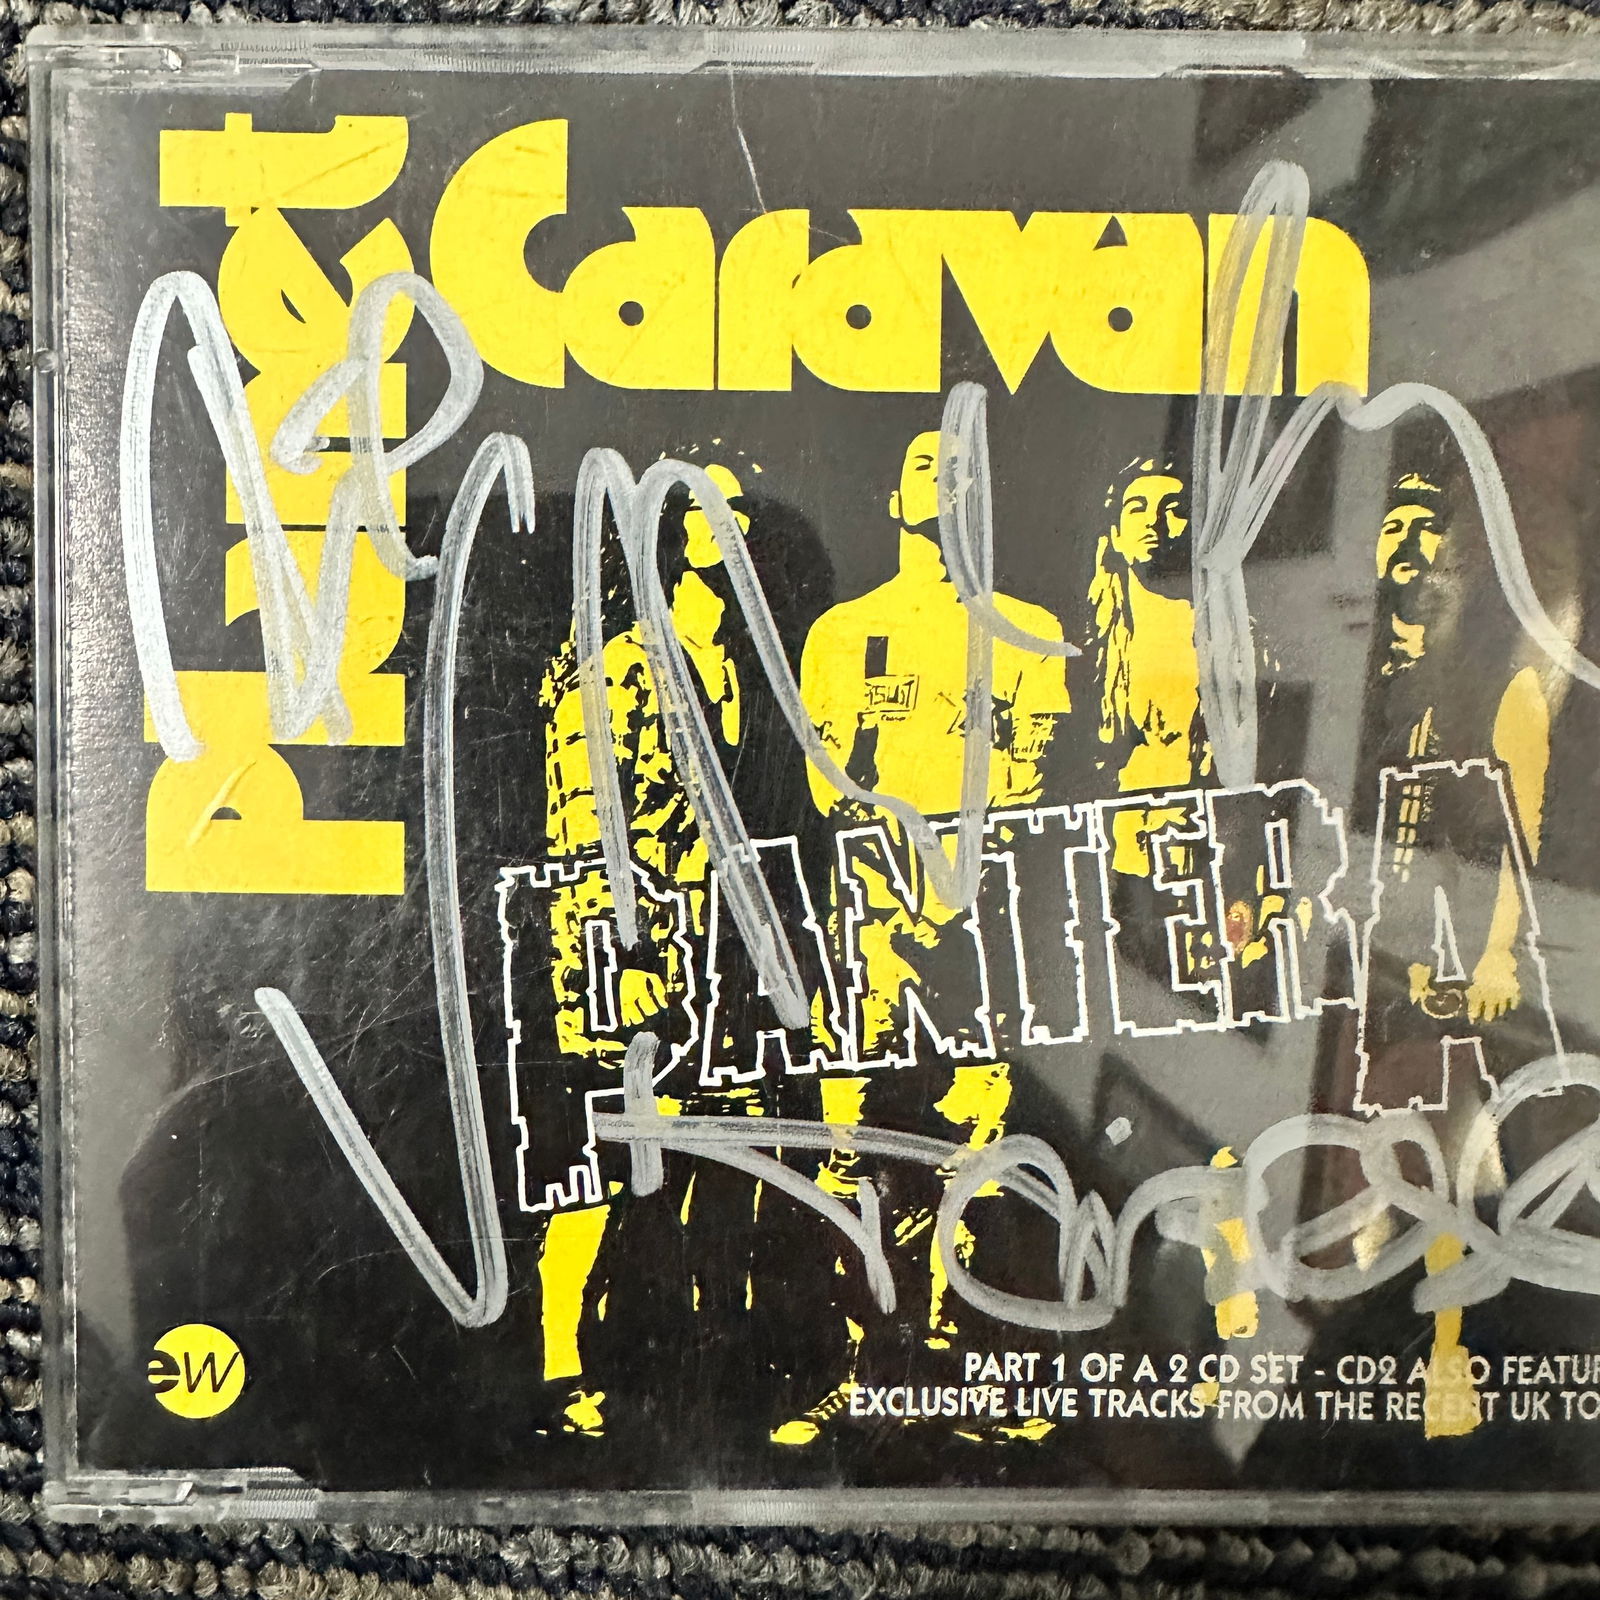 Planet
Caravan
PANTERA
ew
PART 1 OF A 2 CD SET - CD2 ALSO FEATUR
EXCLUSIVE LIVE TRACKS FROM THE RECENT UK TO